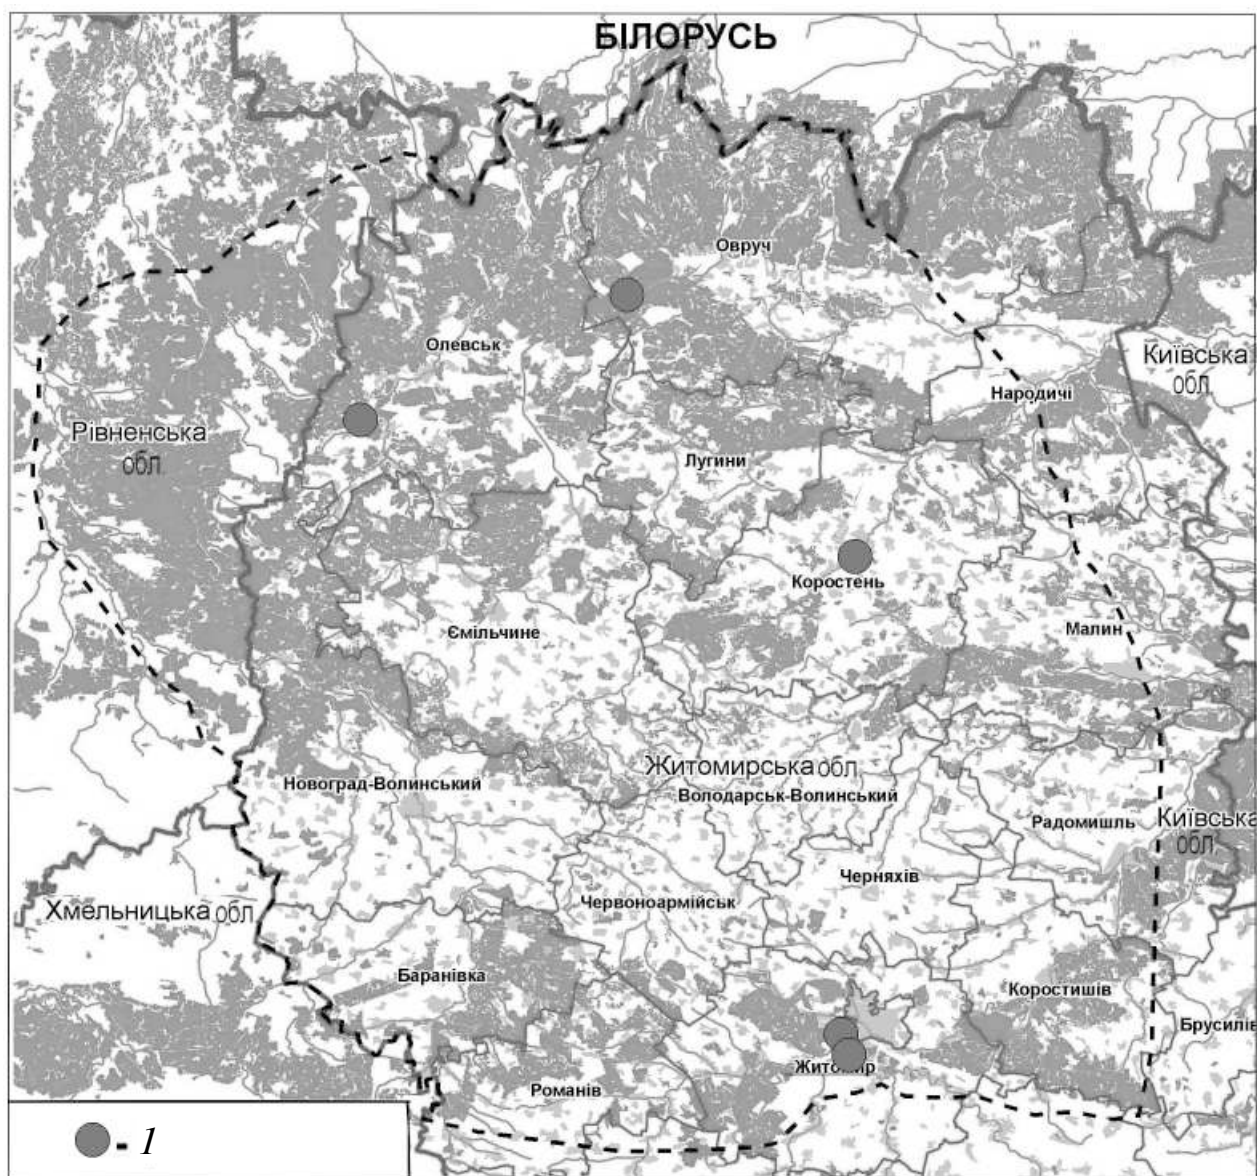 БІЛОРУСЬ
Овруч
Олевськ
Київська
обл
Народичі
Рівненська
обл.
Лугини
Коростень
Ємільчине
Малин
Житомирська обл
Новоград-Волинський
Володарськ-Волинський
Радомишль
Київська
обл
Черняхів
Червоноармійськ
Хмельницька обл
Баранівка
Коростишів
Брусилів
Житомир
Романів
- 1